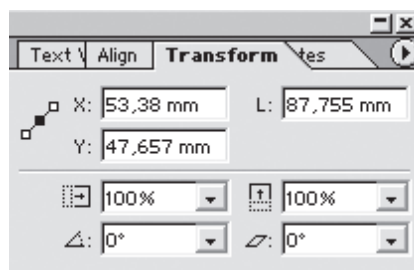 Text Align Transform tes
X: 53,38 mm L: 87,755 mm
Y: 47,657 mm
100% 100%
0° 0°